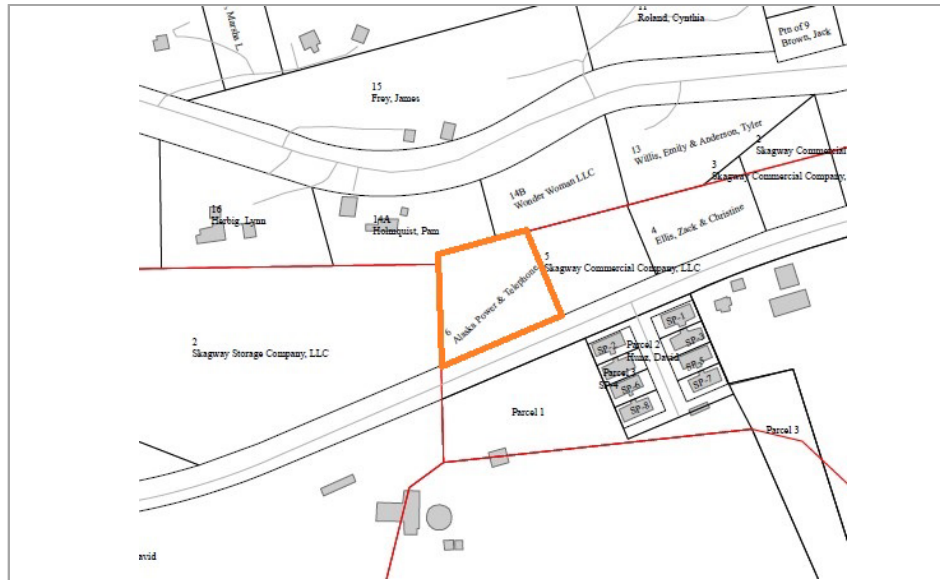 Marsha L.
11
Roland, Cynthia
Ptn of 9
Brown, Jack
15
Frey, James
13
Willis, Emily & Anderson, Tyler
2
Skagway Commercial
3
Skagway Commercial Company,
14B
Wonder Woman LLC
16
Herbig, Lynn
14A
Holmquist, Pam
4
Ellis, Zack & Christine
5
Skagway Commercial Company, LLC
6
Alaska Power & Telephone
2
Skagway Storage Company, LLC
SP-1
SP-2
SP-3
Parcel 2
Hunz, David
SP-5
Parcel 3
SP-4
SP-6
SP-7
SP-8
Parcel 1
Parcel 3
avid